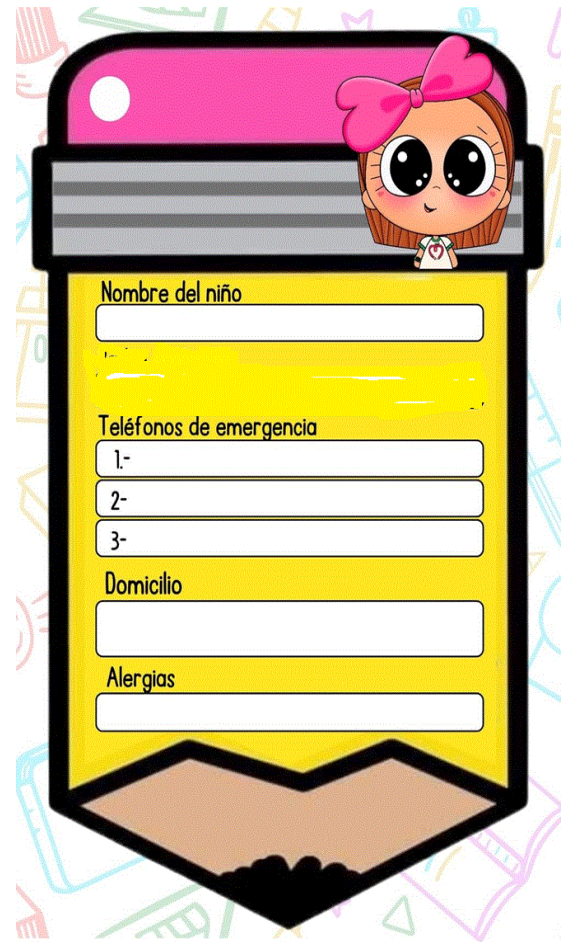 Nombre del niño
Teléfonos de emergencia
1.-
2-
3-
Domicilio
Alergias